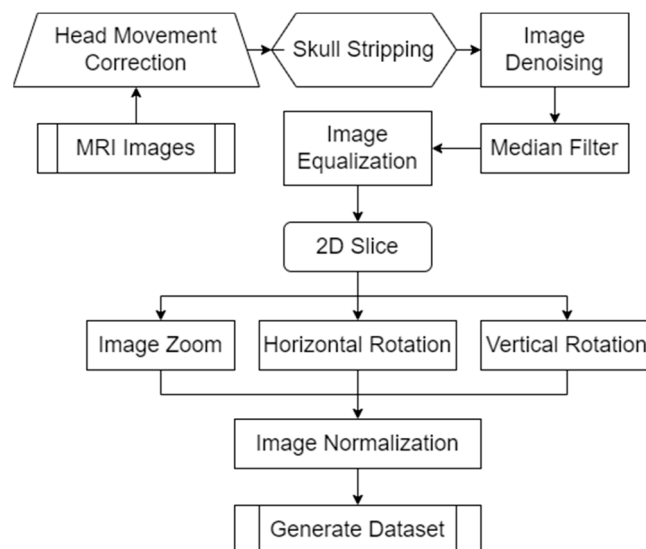 Head Movement
Correction
Skull Stripping
Image
Denoising
MRI Images
Image
Equalization
Median Filter
2D Slice
Image Zoom
Horizontal Rotation
Vertical Rotation
Image Normalization
Generate Dataset